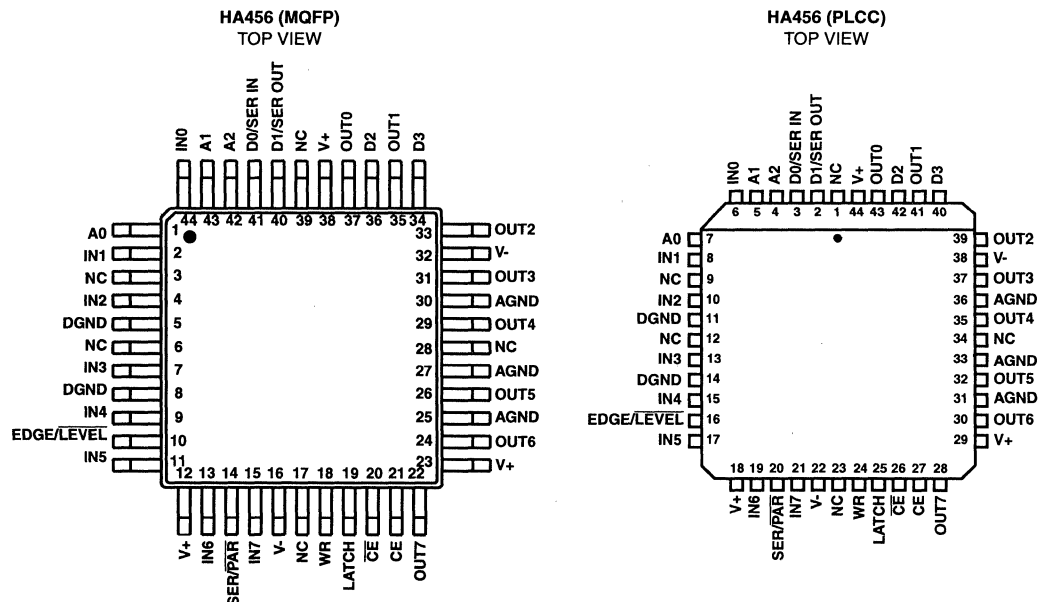 HA456 (MQFP)
TOP VIEW
IN0
A1
A2
D0/SER IN
D1/SER OUT
NC
V+
OUT0
D2
OUT1
D3
44 43 42 41 40 39 38 37 36 35 34
A0 1
IN1 2
NC 3
IN2 4
DGND 5
NC 6
IN3 7
DGND 8
IN4 9
EDGE/LEVEL 10
IN5 11
33 OUT2
32 V-
31 OUT3
30 AGND
29 OUT4
28 NC
27 AGND
26 OUT5
25 AGND
24 OUT6
23 V+
12 13 14 15 16 17 18 19 20 21 22
V+
IN6
SER/PAR
IN7
V-
NC
WR
LATCH
CE
CE
OUT7
HA456 (PLCC)
TOP VIEW
IN0
A1
A2
D0/SER IN
D1/SER OUT
NC
V+
OUT0
D2
OUT1
D3
6 5 4 3 2 1 44 43 42 41 40
A0 7
IN1 8
NC 9
IN2 10
DGND 11
NC 12
IN3 13
DGND 14
IN4 15
EDGE/LEVEL 16
IN5 17
39 OUT2
38 V-
37 OUT3
36 AGND
35 OUT4
34 NC
33 AGND
32 OUT5
31 AGND
30 OUT6
29 V+
18 19 20 21 22 23 24 25 26 27 28
V+
IN6
SER/PAR
IN7
V-
NC
WR
LATCH
CE
CE
OUT7